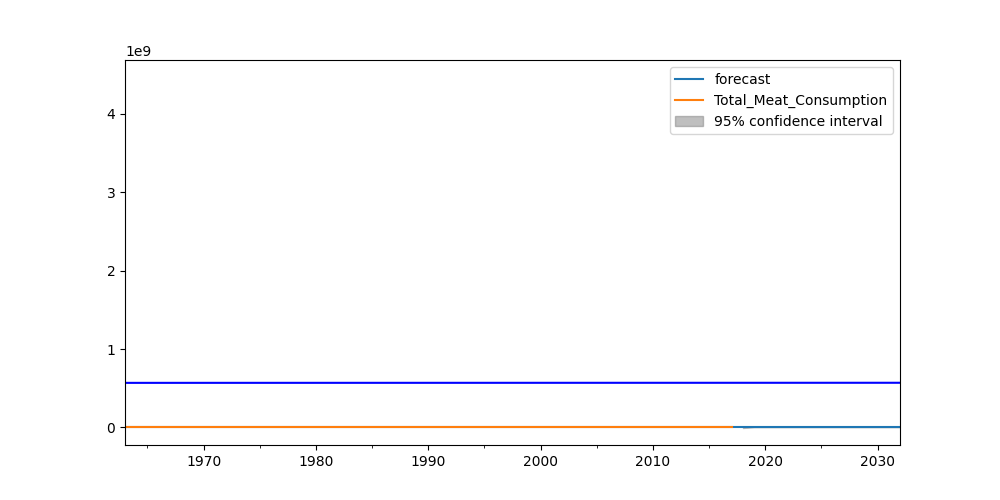 1e9
forecast
Total_Meat_Consumption
95% confidence interval
4
3
2
1
0
1970 1980 1990 2000 2010 2020 2030